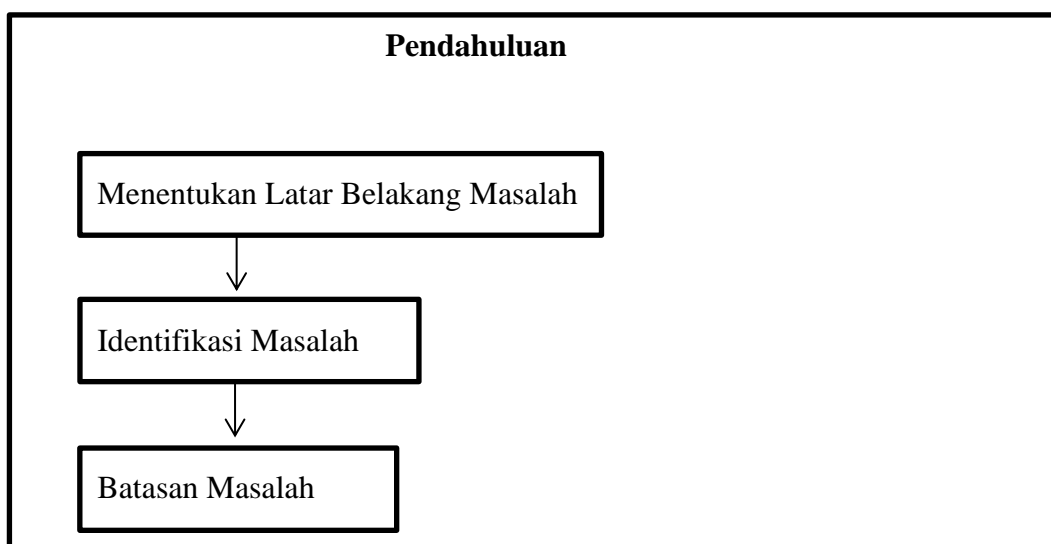 Pendahuluan
Menentukan Latar Belakang Masalah
Identifikasi Masalah
Batasan Masalah